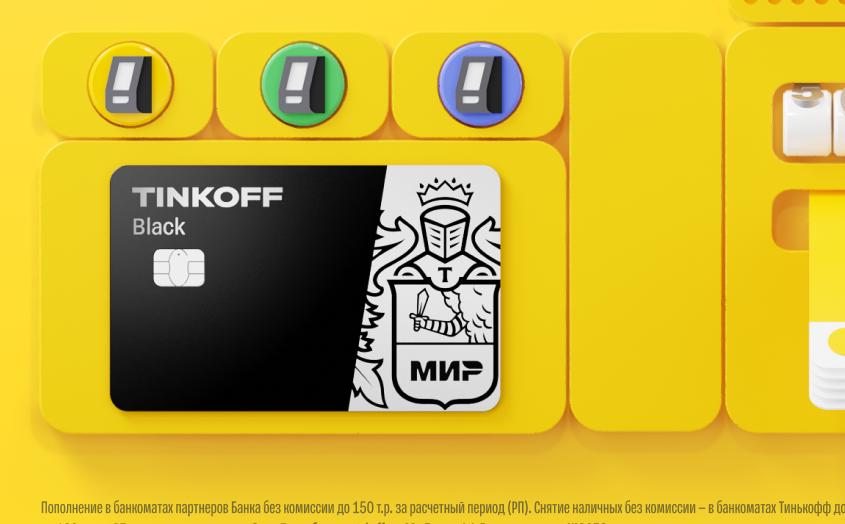 TINKOFF
Black
T
МИР
Пополнение в банкоматах партнеров Банка без комиссии до 150 т.р. за расчетный период (РП). Снятие наличных без комиссии – в банкоматах Тинькофф до